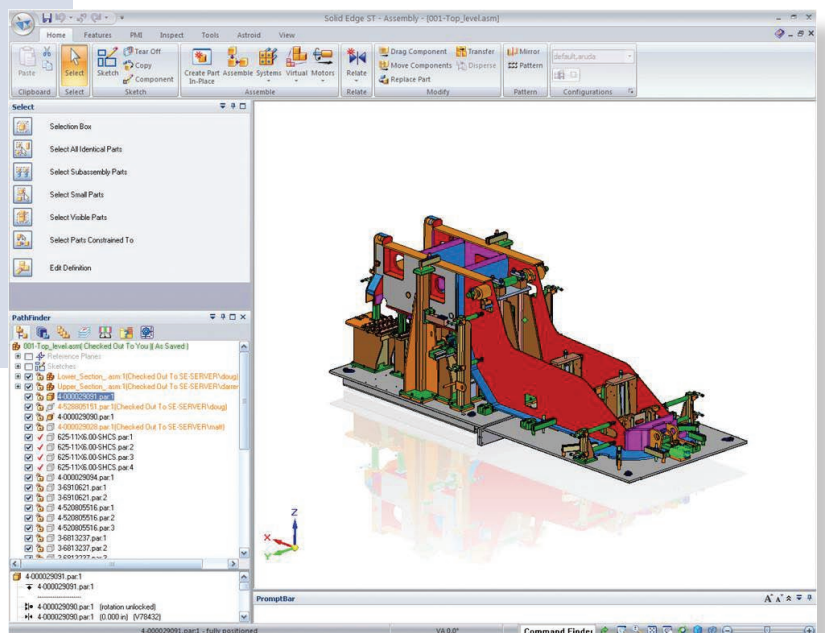 Solid Edge ST - Assembly - [001-Top_level.asm]
Home Features PMI Inspect Tools Astroid View
Paste
Select
Sketch
Tear Off
Copy
Component
Create Part In-Place
Assemble
Systems
Virtual
Motors
Relate
Drag Component
Move Components
Replace Part
Transfer
Disperse
Mirror
Pattern
Clipboard Select Sketch Assemble Relate Modify Pattern Configurations
Select
Selection Box
Select All Identical Parts
Select Subassembly Parts
Select Small Parts
Select Visible Parts
Select Parts Constrained To
Edit Definition
PathFinder
001-Top_level.asm( Checked Out To You )( As Saved )
Reference Planes
Sketches
Lower_Section_.asm:1(Checked Out To SE-SERVER\doug)
Upper_Section_.asm:1(Checked Out To SE-SERVER\darren
4-000029091.par:1
4-528805151.par:1(Checked Out To SE-SERVER\doug)
4-000029090.par:1
4-000029028.par:1(Checked Out To SE-SERVER\matt)
625-11X6.00-SHCS.par:1
625-11X6.00-SHCS.par:2
625-11X6.00-SHCS.par:3
625-11X6.00-SHCS.par:4
4-000029094.par:1
3-6910621.par:1
3-6910621.par:2
4-520805516.par:1
4-520805516.par:2
4-520805516.par:3
3-6813237.par:1
3-6813237.par:2
4-000029091.par:1
4-000029091.par:1
4-000029090.par:1 (rotation unlocked)
4-000029090.par:1 (0.000 in) (V78432)
Z
X
Y
PromptBar
4-000029091.par:1 - fully positioned
VA 0.0°
Command Finder